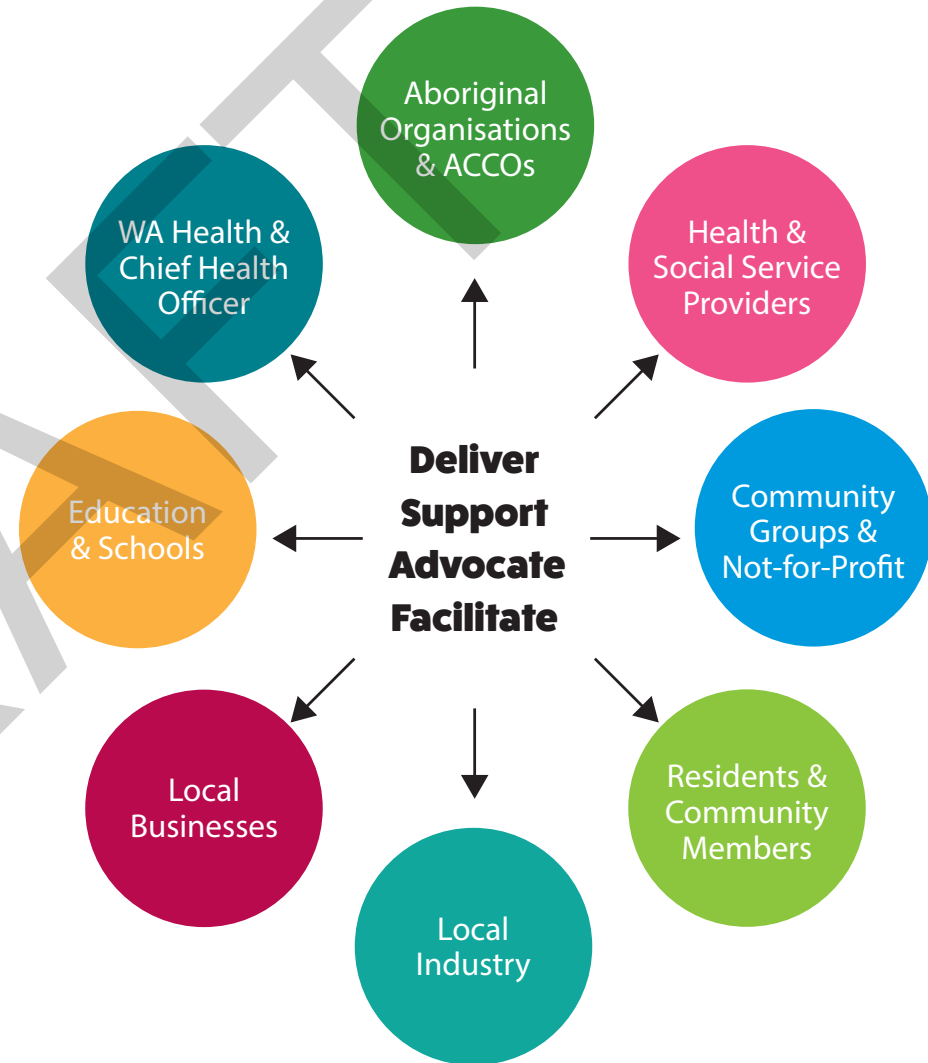 Aboriginal
Organisations
& ACCOs
Health &
Social Service
Providers
Community
Groups &
Not-for-Profit
Residents &
Community
Members
Local
Industry
Local
Businesses
Education
& Schools
WA Health &
Chief Health
Officer
Deliver
Support
Advocate
Facilitate